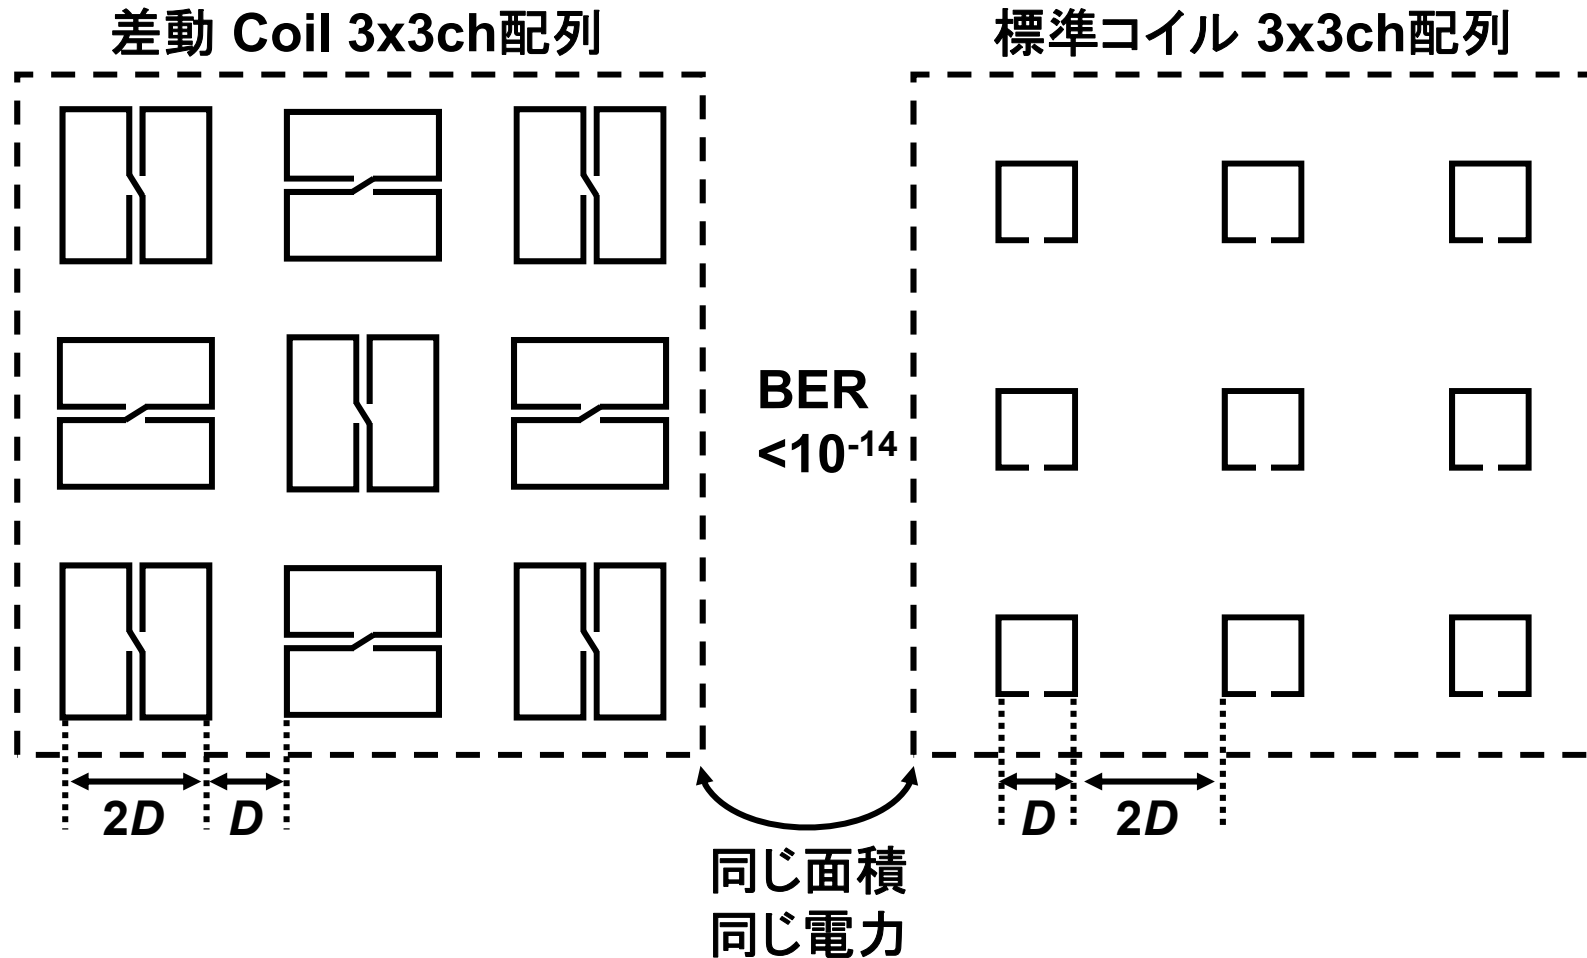 差動 Coil 3x3ch配列
標準コイル 3x3ch配列
BER
<10⁻¹⁴
2D
D
D
2D
同じ面積
同じ電力